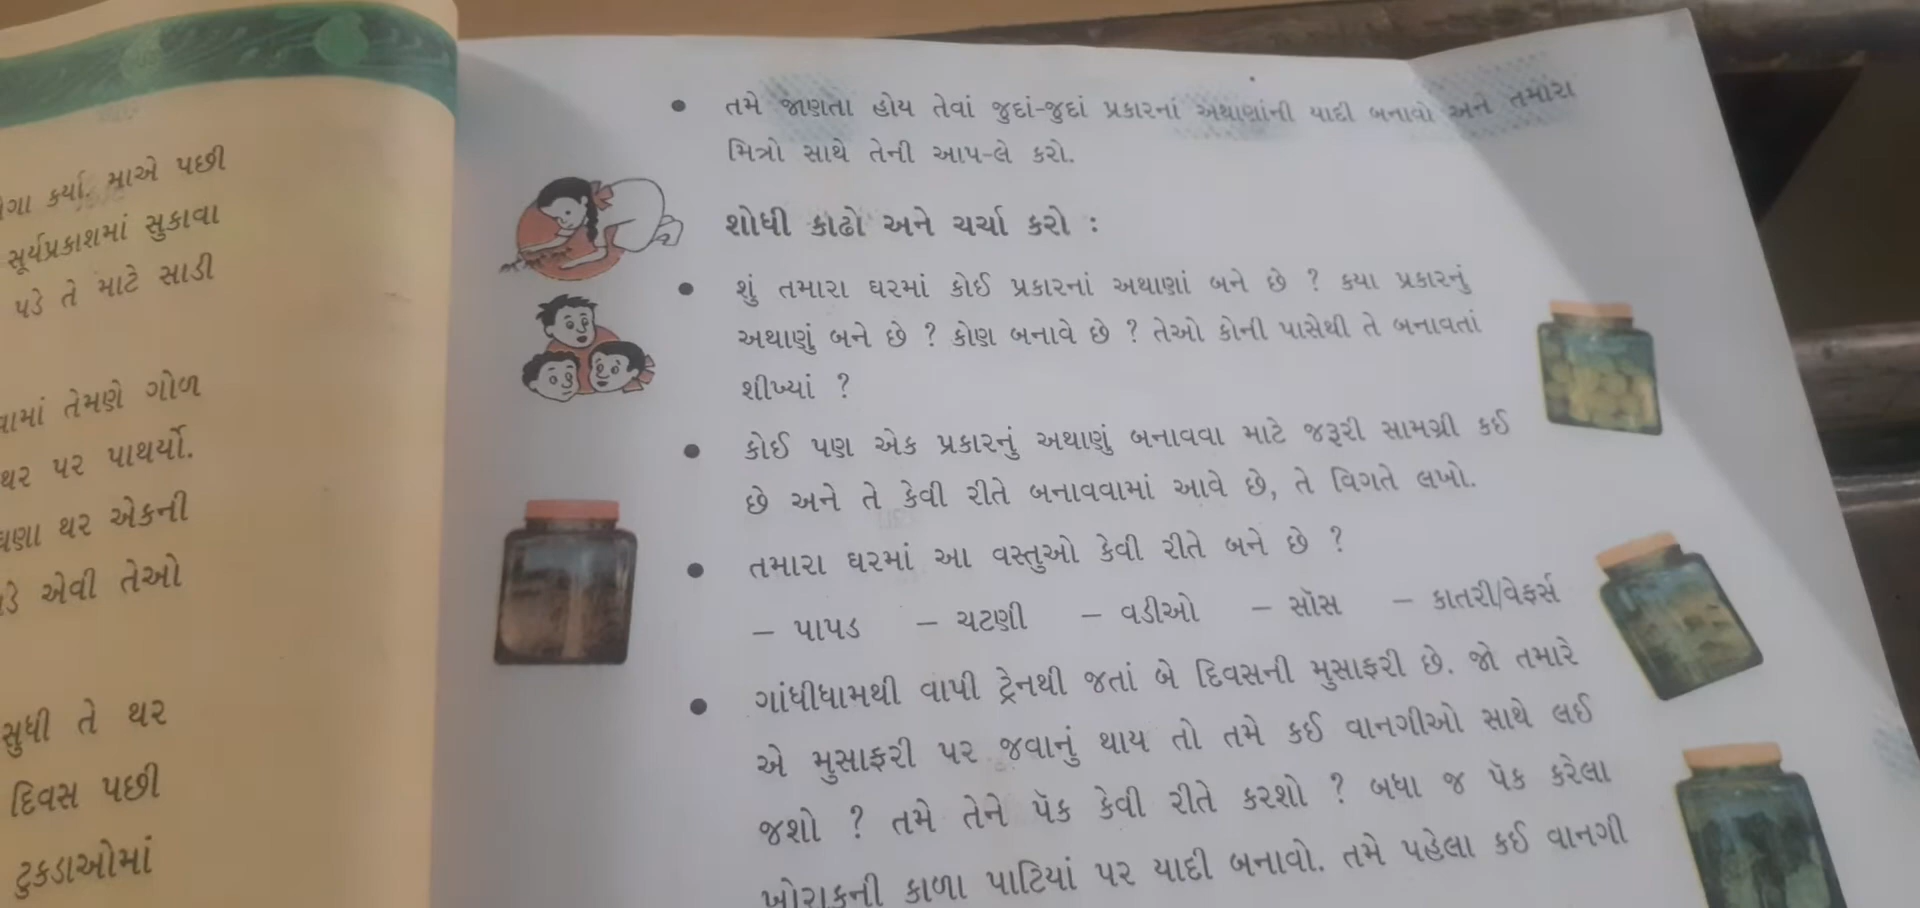 કર્યા. માએ પછી
સૂર્યપ્રકાશમાં સુકાવા
પડે તે માટે સાડી
તેમણે ગોળ
થર પર પાથર્યો.
થર એકની
એવી તેઓ
સુધી તે થર
દિવસ પછી
ટુકડાઓમાં
• તમે જાણતા હોય તેવાં જુદાં-જુદાં પ્રકારનાં અથાણાંની યાદી બનાવો અને તમારા
મિત્રો સાથે તેની આપ-લે કરો.
શોધી કાઢો અને ચર્ચા કરો :
• શું તમારા ઘરમાં કોઈ પ્રકારનાં અથાણાં બને છે ? કયા પ્રકારનું
અથાણું બને છે ? કોણ બનાવે છે ? તેઓ કોની પાસેથી તે બનાવતાં
શીખ્યાં ?
• કોઈ પણ એક પ્રકારનું અથાણું બનાવવા માટે જરૂરી સામગ્રી કઈ
છે અને તે કેવી રીતે બનાવવામાં આવે છે, તે વિગતે લખો.
• તમારા ઘરમાં આ વસ્તુઓ કેવી રીતે બને છે ?
– પાપડ – ચટણી – વડીઓ – સૉસ – કાતરી/વેફર્સ
• ગાંધીધામથી વાપી ટ્રેનથી જતાં બે દિવસની મુસાફરી છે. જો તમારે
એ મુસાફરી પર જવાનું થાય તો તમે કઈ વાનગીઓ સાથે લઈ
જશો ? તમે તેને પૅક કેવી રીતે કરશો ? બધા જ પૅક કરેલા
ખોરાકની કાળા પાટિયાં પર યાદી બનાવો. તમે પહેલા કઈ વાનગી